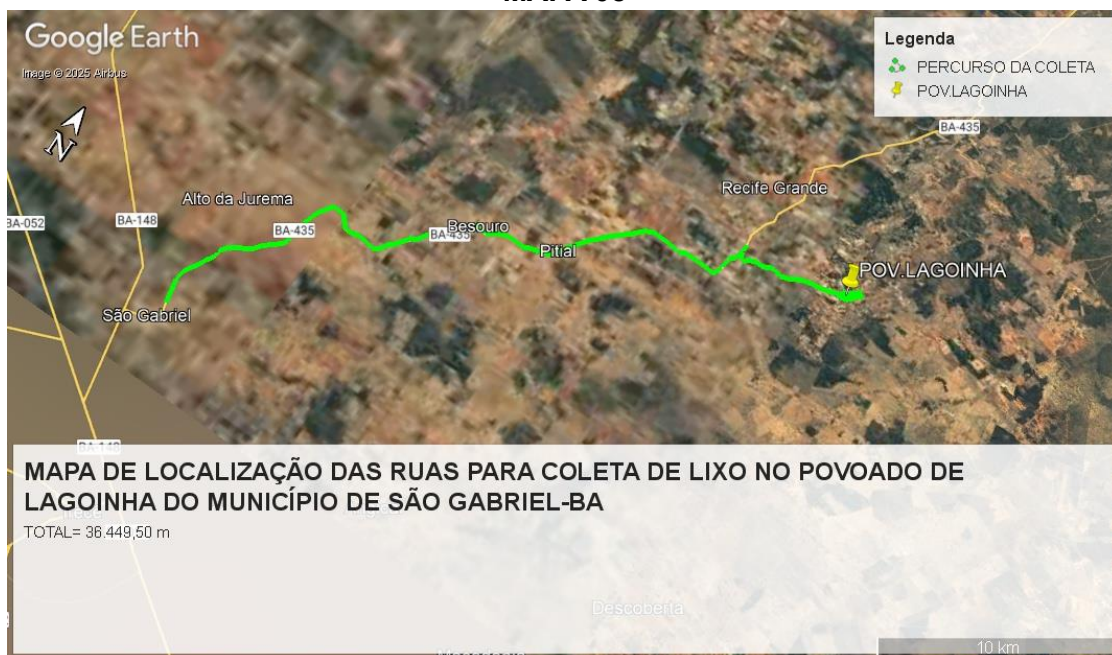 Google Earth
Image © 2025 Airbus
N
Legenda
PERCURSO DA COLETA
POV.LAGOINHA
BA-435
Recife Grande
Alto da Jurema
BA-052
BA-148
BA-435
BA-435
Besouro
Pitial
POV.LAGOINHA
São Gabriel
BA-148
MAPA DE LOCALIZAÇÃO DAS RUAS PARA COLETA DE LIXO NO POVOADO DE
LAGOINHA DO MUNICÍPIO DE SÃO GABRIEL-BA
TOTAL= 36.449,50 m
Descoberta
10 km